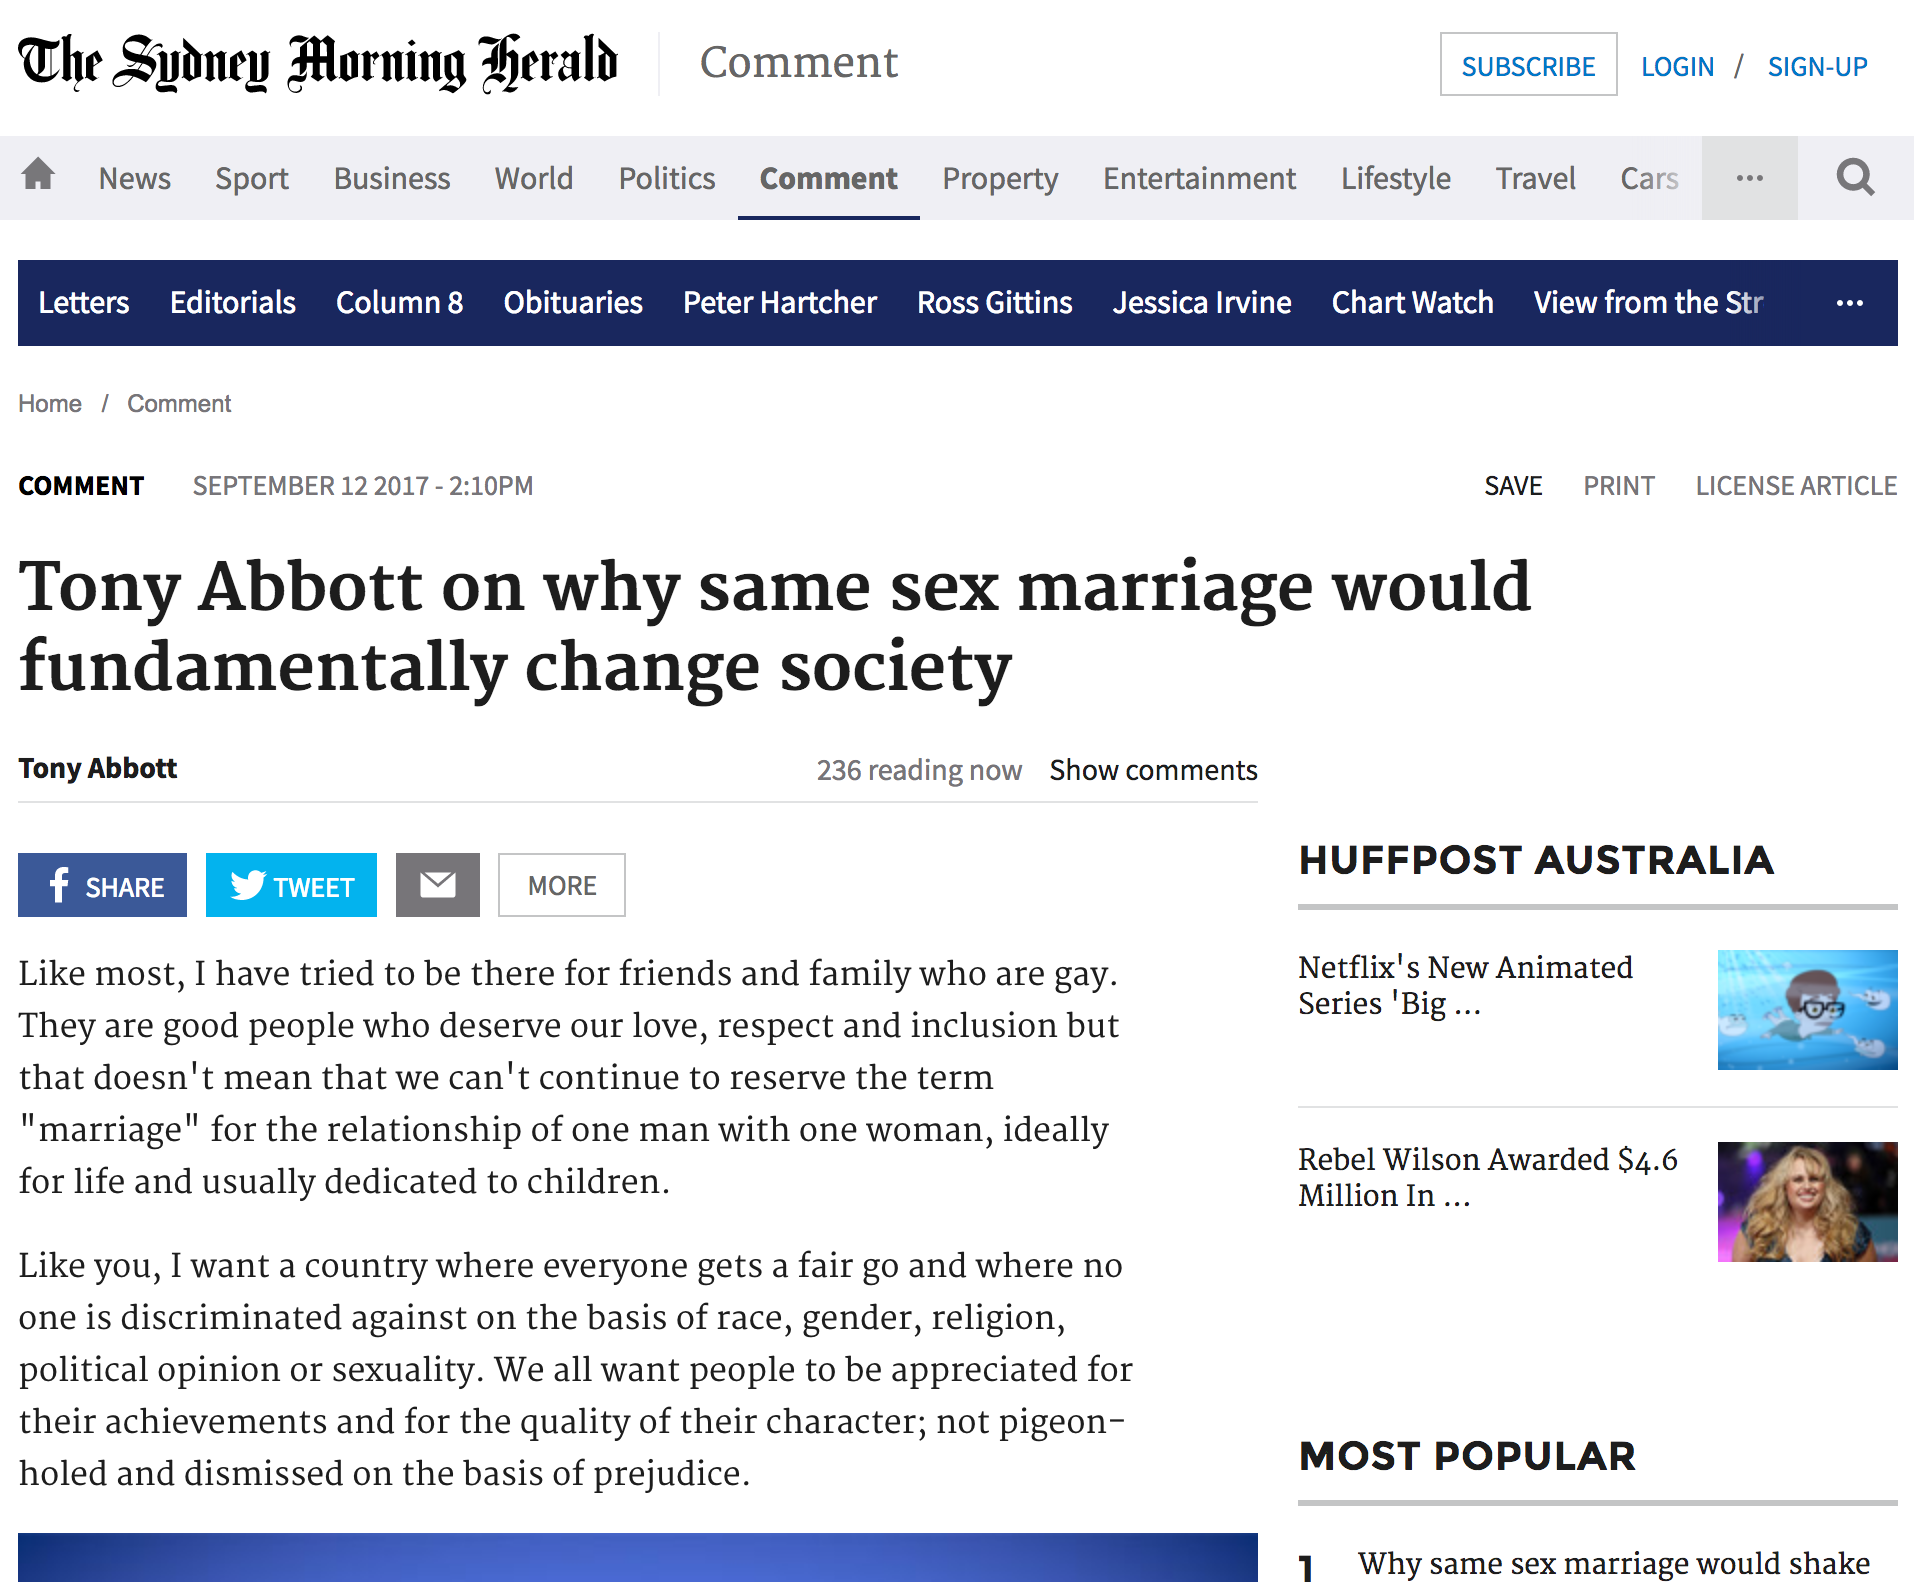 The Sydney Morning Herald
Comment
SUBSCRIBE
LOGIN / SIGN-UP
News Sport Business World Politics Comment Property Entertainment Lifestyle Travel Cars ...
Letters Editorials Column 8 Obituaries Peter Hartcher Ross Gittins Jessica Irvine Chart Watch View from the Str ...
Home / Comment
COMMENT SEPTEMBER 12 2017 - 2:10PM
SAVE PRINT LICENSE ARTICLE
Tony Abbott on why same sex marriage would
fundamentally change society
Tony Abbott
236 reading now Show comments
SHARE TWEET MORE
Like most, I have tried to be there for friends and family who are gay.
They are good people who deserve our love, respect and inclusion but
that doesn't mean that we can't continue to reserve the term
"marriage" for the relationship of one man with one woman, ideally
for life and usually dedicated to children.
Like you, I want a country where everyone gets a fair go and where no
one is discriminated against on the basis of race, gender, religion,
political opinion or sexuality. We all want people to be appreciated for
their achievements and for the quality of their character; not pigeon-
holed and dismissed on the basis of prejudice.
HUFFPOST AUSTRALIA
Netflix's New Animated
Series 'Big ...
Rebel Wilson Awarded $4.6
Million In ...
MOST POPULAR
1 Why same sex marriage would shake